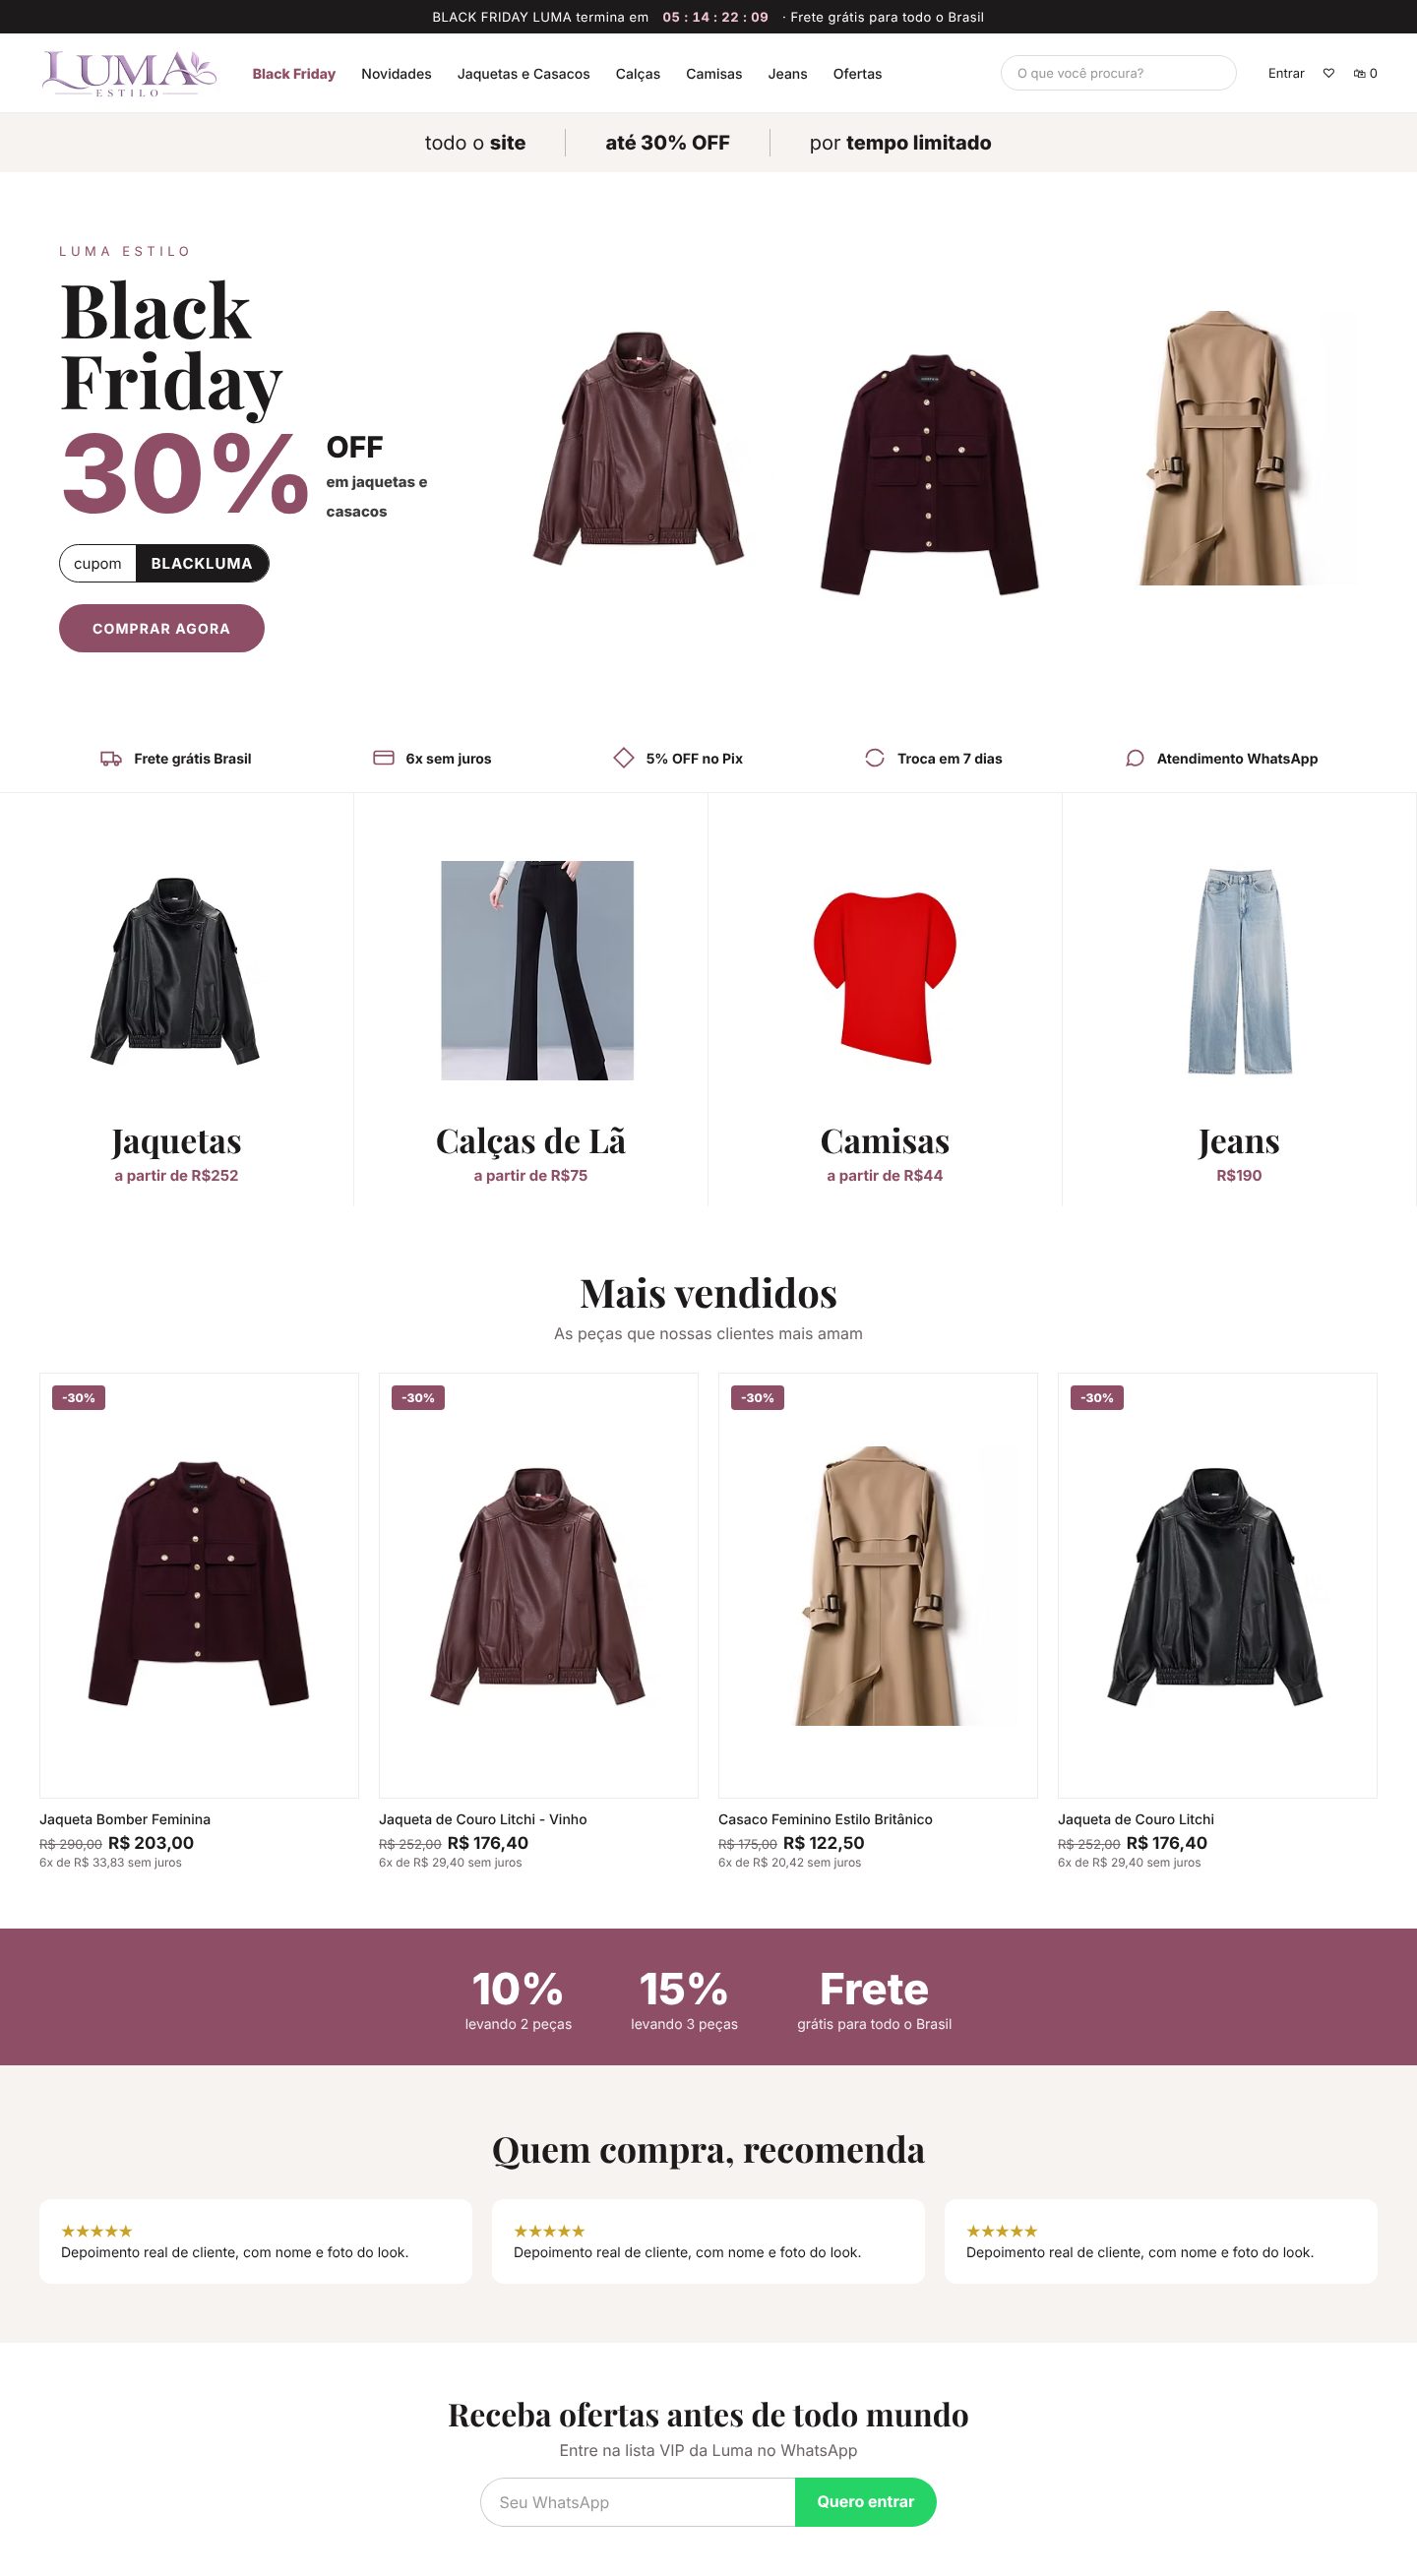 BLACK FRIDAY LUMA termina em 05 : 14 : 22 : 09 · Frete grátis para todo o Brasil
LUMA
ESTILO
Black Friday Novidades Jaquetas e Casacos Calças Camisas Jeans Ofertas
O que você procura?
Entrar 0
todo o site
até 30% OFF
por tempo limitado
LUMA ESTILO
Black
Friday
30%
OFF
em jaquetas e
casacos
cupom BLACKLUMA
COMPRAR AGORA
Frete grátis Brasil
6x sem juros
5% OFF no Pix
Troca em 7 dias
Atendimento WhatsApp
Jaquetas
a partir de R$252
Calças de Lã
a partir de R$75
Camisas
a partir de R$44
Jeans
R$190
Mais vendidos
As peças que nossas clientes mais amam
-30%
Jaqueta Bomber Feminina
R$ 290,00 R$ 203,00
6x de R$ 33,83 sem juros
-30%
Jaqueta de Couro Litchi - Vinho
R$ 252,00 R$ 176,40
6x de R$ 29,40 sem juros
-30%
Casaco Feminino Estilo Britânico
R$ 175,00 R$ 122,50
6x de R$ 20,42 sem juros
-30%
Jaqueta de Couro Litchi
R$ 252,00 R$ 176,40
6x de R$ 29,40 sem juros
10%
levando 2 peças
15%
levando 3 peças
Frete
grátis para todo o Brasil
Quem compra, recomenda
★★★★★
Depoimento real de cliente, com nome e foto do look.
★★★★★
Depoimento real de cliente, com nome e foto do look.
★★★★★
Depoimento real de cliente, com nome e foto do look.
Receba ofertas antes de todo mundo
Entre na lista VIP da Luma no WhatsApp
Seu WhatsApp
Quero entrar